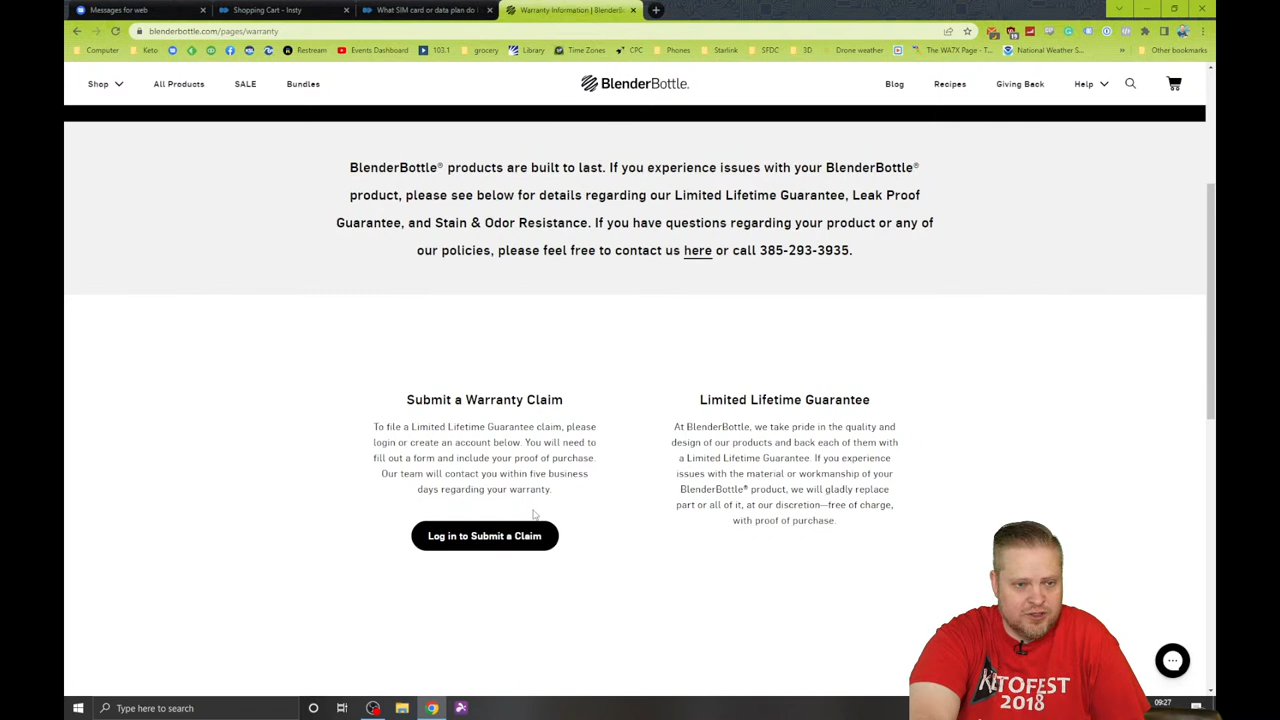 Messages for web
Shopping Cart - Insty
What SIM card or data plan do
Warranty Information | BlenderBo
blenderbottle.com/pages/warranty
Computer Keto Restream Events Dashboard 103.1 grocery Library Time Zones CPC Phones Starlink SFDC 3D Drone weather The WA7X Page - T... National Weather S... » Other bookmarks
Shop All Products SALE Bundles BlenderBottle. Blog Recipes Giving Back Help
BlenderBottle® products are built to last. If you experience issues with your BlenderBottle®
product, please see below for details regarding our Limited Lifetime Guarantee, Leak Proof
Guarantee, and Stain & Odor Resistance. If you have questions regarding your product or any of
our policies, please feel free to contact us here or call 385-293-3935.
Submit a Warranty Claim
To file a Limited Lifetime Guarantee claim, please
login or create an account below. You will need to
fill out a form and include your proof of purchase.
Our team will contact you within five business
days regarding your warranty.
Log in to Submit a Claim
Limited Lifetime Guarantee
At BlenderBottle, we take pride in the quality and
design of our products and back each of them with
a Limited Lifetime Guarantee. If you experience
issues with the material or workmanship of your
BlenderBottle® product, we will gladly replace
part or all of it, at our discretion—free of charge,
with proof of purchase.
KITOFEST
2018
Type here to search
09:27